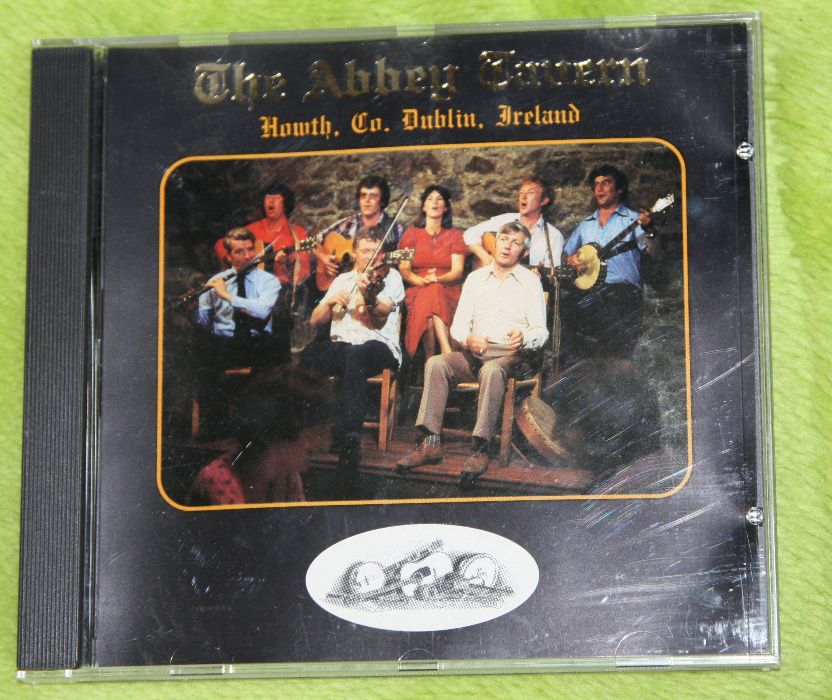 The Abbey Tavern
Howth, Co. Dublin, Ireland